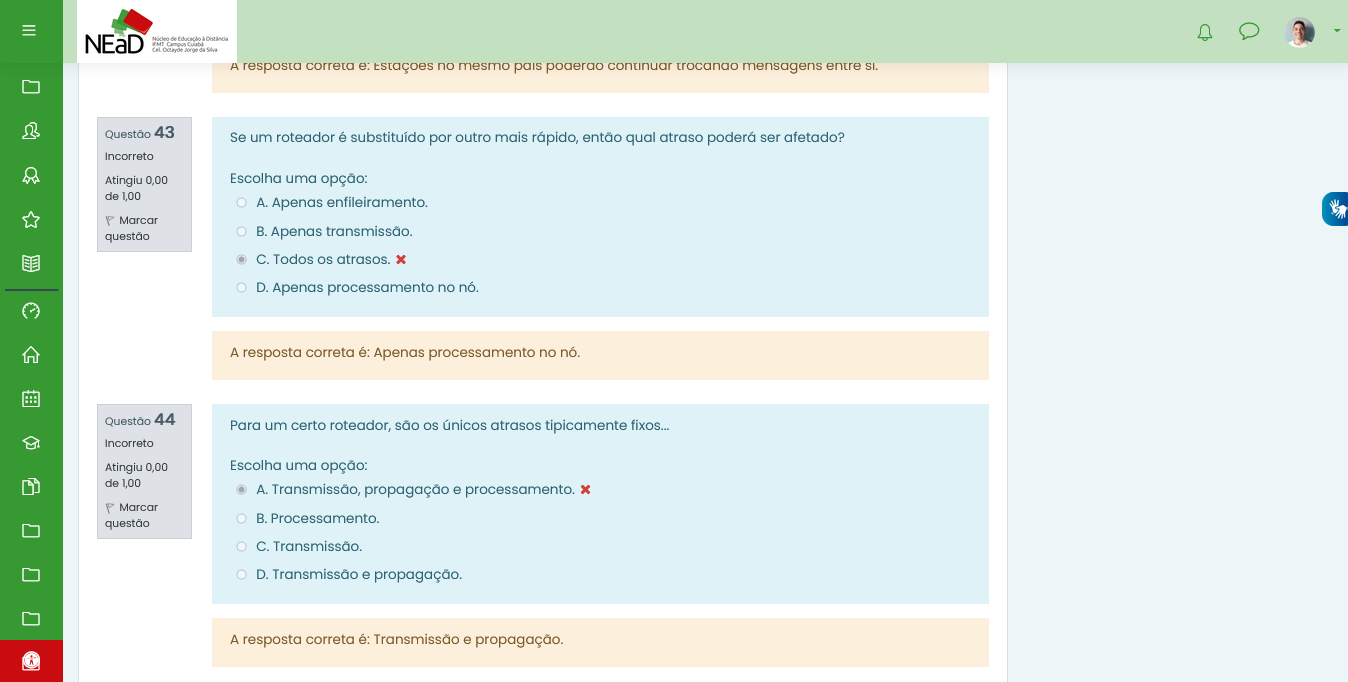 NEaD
Núcleo de Educação à Distância
IFMT Campus Cuiabá
Cel. Octayde Jorge da Silva
A resposta correta é: Estações no mesmo país poderão continuar trocando mensagens entre si.
Questão 43
Incorreto
Atingiu 0,00
de 1,00
Marcar
questão
Se um roteador é substituído por outro mais rápido, então qual atraso poderá ser afetado?
Escolha uma opção:
A. Apenas enfileiramento.
B. Apenas transmissão.
C. Todos os atrasos.
D. Apenas processamento no nó.
A resposta correta é: Apenas processamento no nó.
Questão 44
Incorreto
Atingiu 0,00
de 1,00
Marcar
questão
Para um certo roteador, são os únicos atrasos tipicamente fixos...
Escolha uma opção:
A. Transmissão, propagação e processamento.
B. Processamento.
C. Transmissão.
D. Transmissão e propagação.
A resposta correta é: Transmissão e propagação.